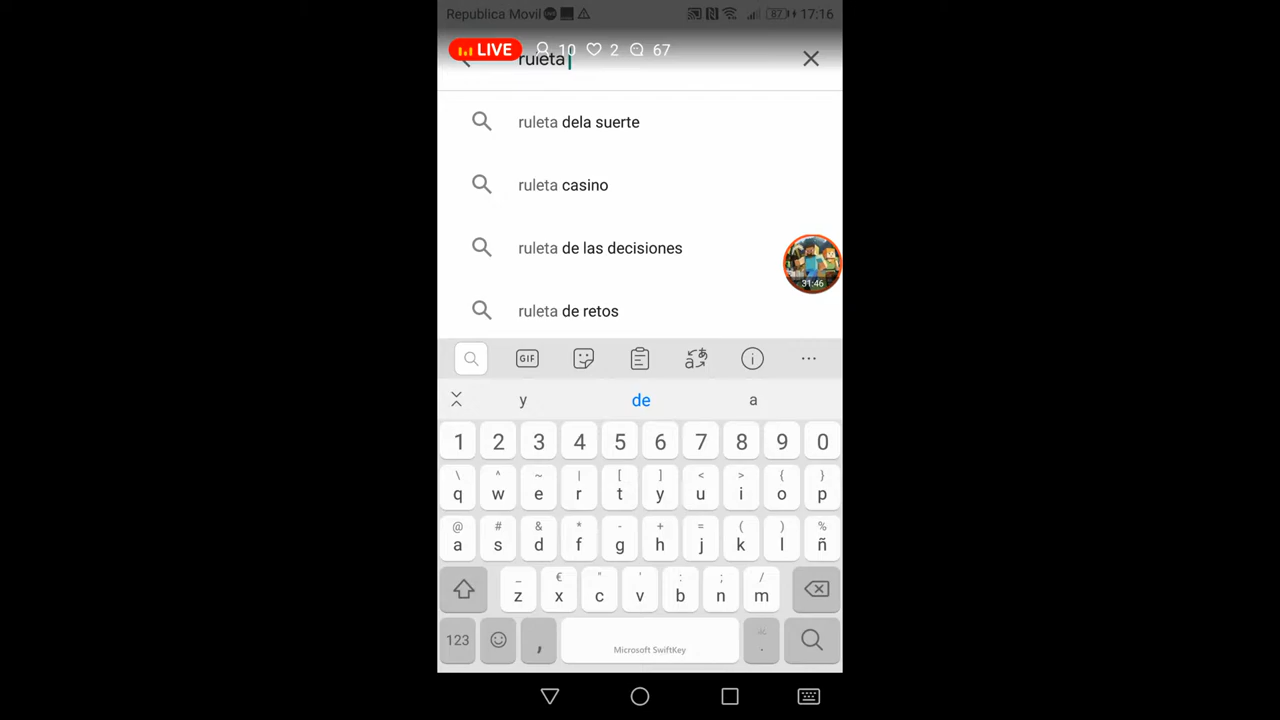 Republica Movil 87 17:16
LIVE 10 2 67
ruleta
ruleta dela suerte
ruleta casino
ruleta de las decisiones
31:46
ruleta de retos
GIF
y de a
1 2 3 4 5 6 7 8 9 0
\ ^ ~ | [ ] < > { }
q w e r t y u i o p
@ # & * - + = ( ) %
a s d f g h j k l ñ
_ € " ' : ; /
z x c v b n m
123 , Microsoft SwiftKey .